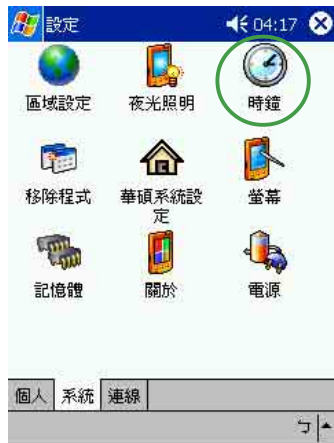 設定 04:17
區域設定 夜光照明 時鐘
移除程式 華碩系統設定 螢幕
記憶體 關於 電源
個人 系統 連線
ㄅ